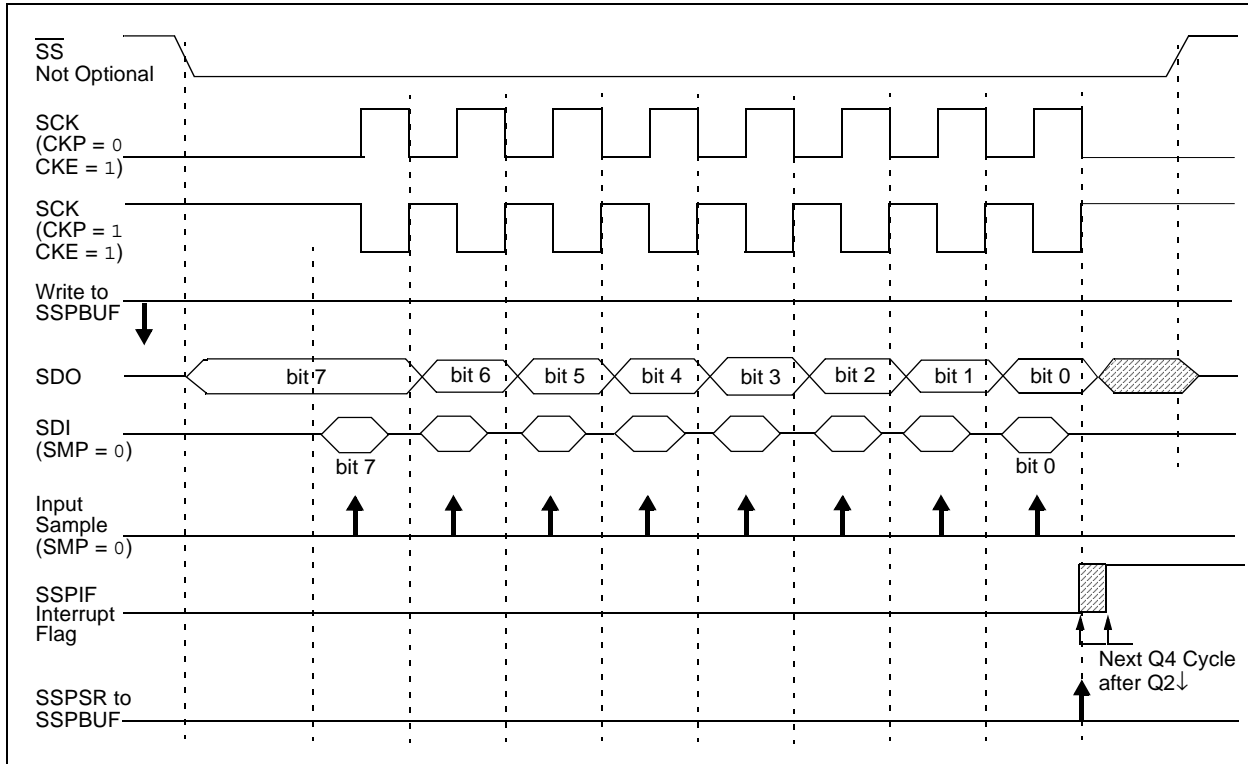 SS
Not Optional
SCK
(CKP = 0
CKE = 1)
SCK
(CKP = 1
CKE = 1)
Write to
SSPBUF
SDO
bit 7 bit 6 bit 5 bit 4 bit 3 bit 2 bit 1 bit 0
SDI
(SMP = 0)
bit 7 bit 0
Input
Sample
(SMP = 0)
SSPIF
Interrupt
Flag
Next Q4 Cycle
after Q2↓
SSPSR to
SSPBUF